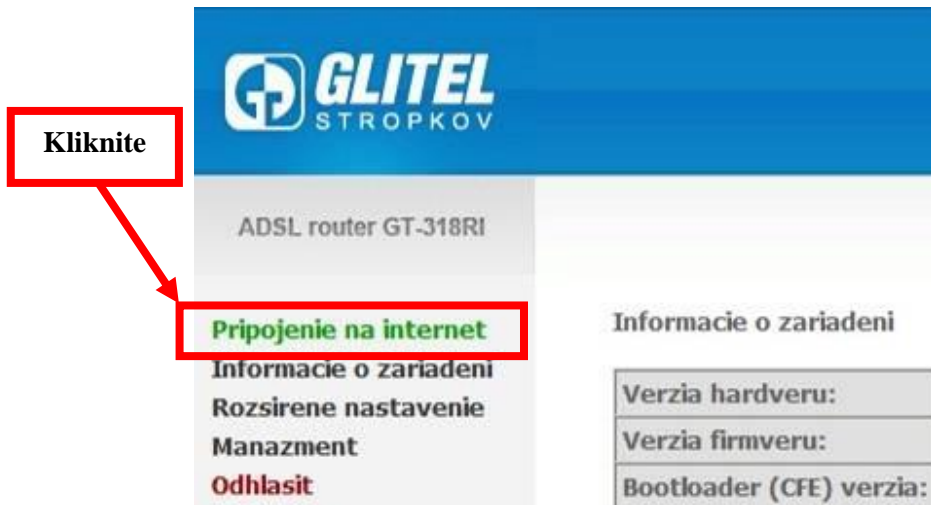 GLITEL
STROPKOV
Kliknite
ADSL router GT-318RI
Pripojenie na internet
Informacie o zariadeni
Rozsirene nastavenie
Manazment
Odhlasit
Informacie o zariadeni
Verzia hardveru:
Verzia firmveru:
Bootloader (CFE) verzia: